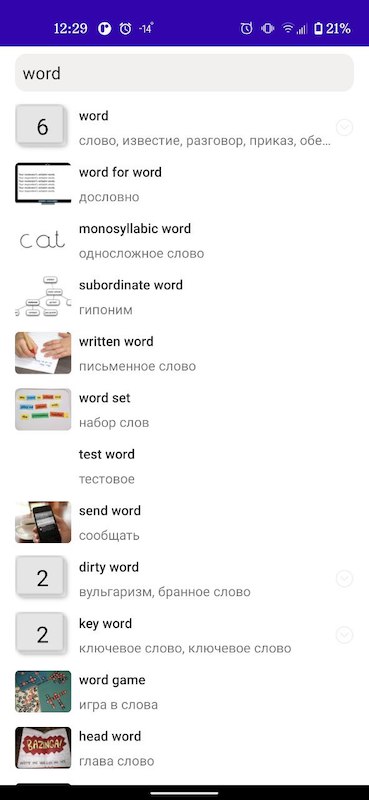 12:29 -14° 21%
word
6
word
слово, известие, разговор, приказ, обе…
word for word
дословно
cat
monosyllabic word
односложное слово
subordinate word
гипоним
written word
письменное слово
word set
набор слов
test word
тестовое
send word
сообщать
2
dirty word
вульгаризм, бранное слово
2
key word
ключевое слово, ключевое слово
word game
игра в слова
BAZINGA!
head word
глава слово